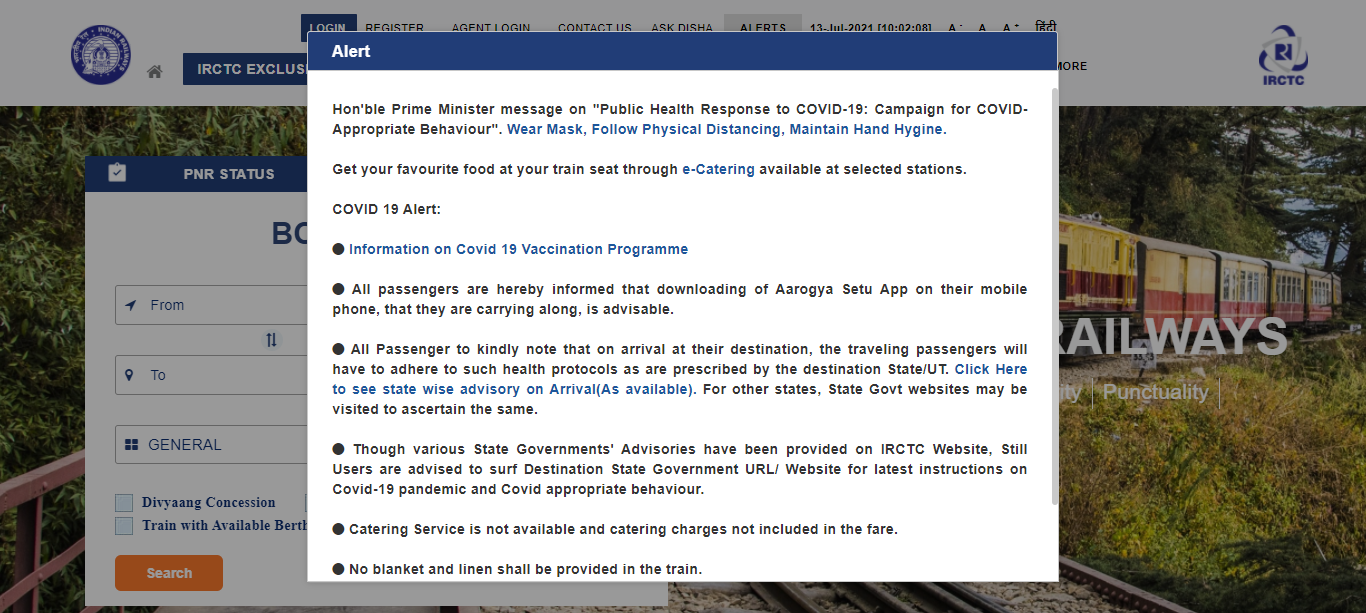 LOGIN REGISTER AGENT LOGIN CONTACT US ASK DISHA ALERTS 13-Jul-2021 [10:02:08] A - A A + हिंदी
IRCTC EXCLUSI
MORE
IRCTC
Alert
Hon'ble Prime Minister message on "Public Health Response to COVID-19: Campaign for COVID-
Appropriate Behaviour". Wear Mask, Follow Physical Distancing, Maintain Hand Hygine.
Get your favourite food at your train seat through e-Catering available at selected stations.
COVID 19 Alert:
● Information on Covid 19 Vaccination Programme
● All passengers are hereby informed that downloading of Aarogya Setu App on their mobile
phone, that they are carrying along, is advisable.
● All Passenger to kindly note that on arrival at their destination, the traveling passengers will
have to adhere to such health protocols as are prescribed by the destination State/UT. Click Here
to see state wise advisory on Arrival(As available). For other states, State Govt websites may be
visited to ascertain the same.
● Though various State Governments' Advisories have been provided on IRCTC Website, Still
Users are advised to surf Destination State Government URL/ Website for latest instructions on
Covid-19 pandemic and Covid appropriate behaviour.
● Catering Service is not available and catering charges not included in the fare.
● No blanket and linen shall be provided in the train.
PNR STATUS
BO
From
To
GENERAL
Divyaang Concession
Train with Available Berth
Search
RAILWAYS
ity | Punctuality |